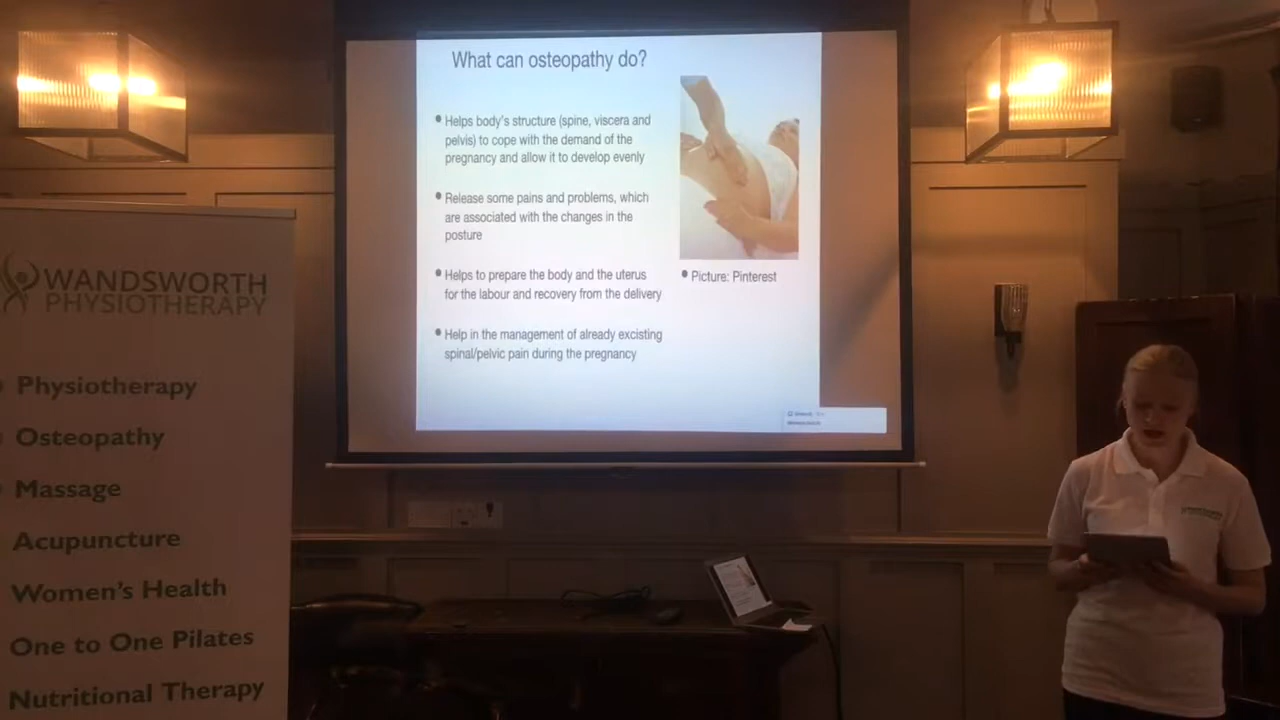 What can osteopathy do?
• Helps body's structure (spine, viscera and
pelvis) to cope with the demand of the
pregnancy and allow it to develop evenly
• Release some pains and problems, which
are associated with the changes in the
posture
• Helps to prepare the body and the uterus
for the labour and recovery from the delivery
• Help in the management of already excisting
spinal/pelvic pain during the pregnancy
• Picture: Pinterest
WANDSWORTH
PHYSIOTHERAPY
Physiotherapy
Osteopathy
Massage
Acupuncture
Women's Health
One to One Pilates
Nutritional Therapy